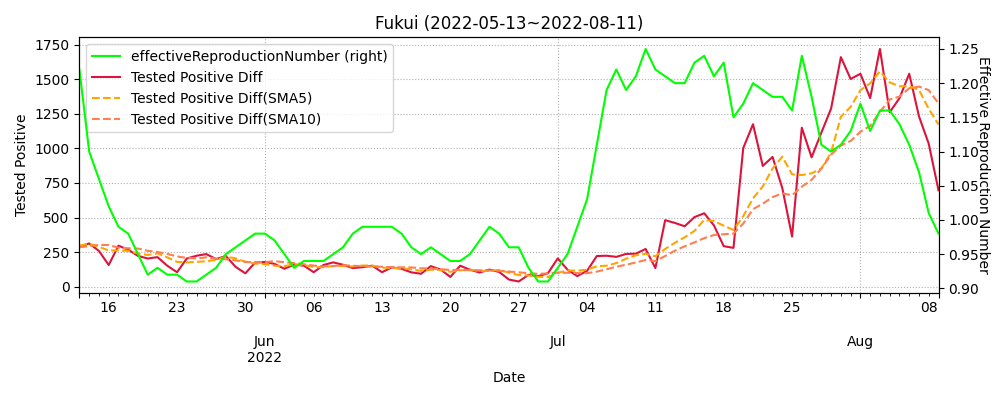 Fukui (2022-05-13~2022-08-11)
effectiveReproductionNumber (right)
Tested Positive Diff
Tested Positive Diff(SMA5)
Tested Positive Diff(SMA10)
Tested Positive
1750
1500
1250
1000
750
500
250
0
1.25
1.20
1.15
1.10
1.05
1.00
0.95
0.90
Effective Reproduction Number
16 23 30 06 13 20 27 04 11 18 25 08
Jun Jul Aug
2022
Date